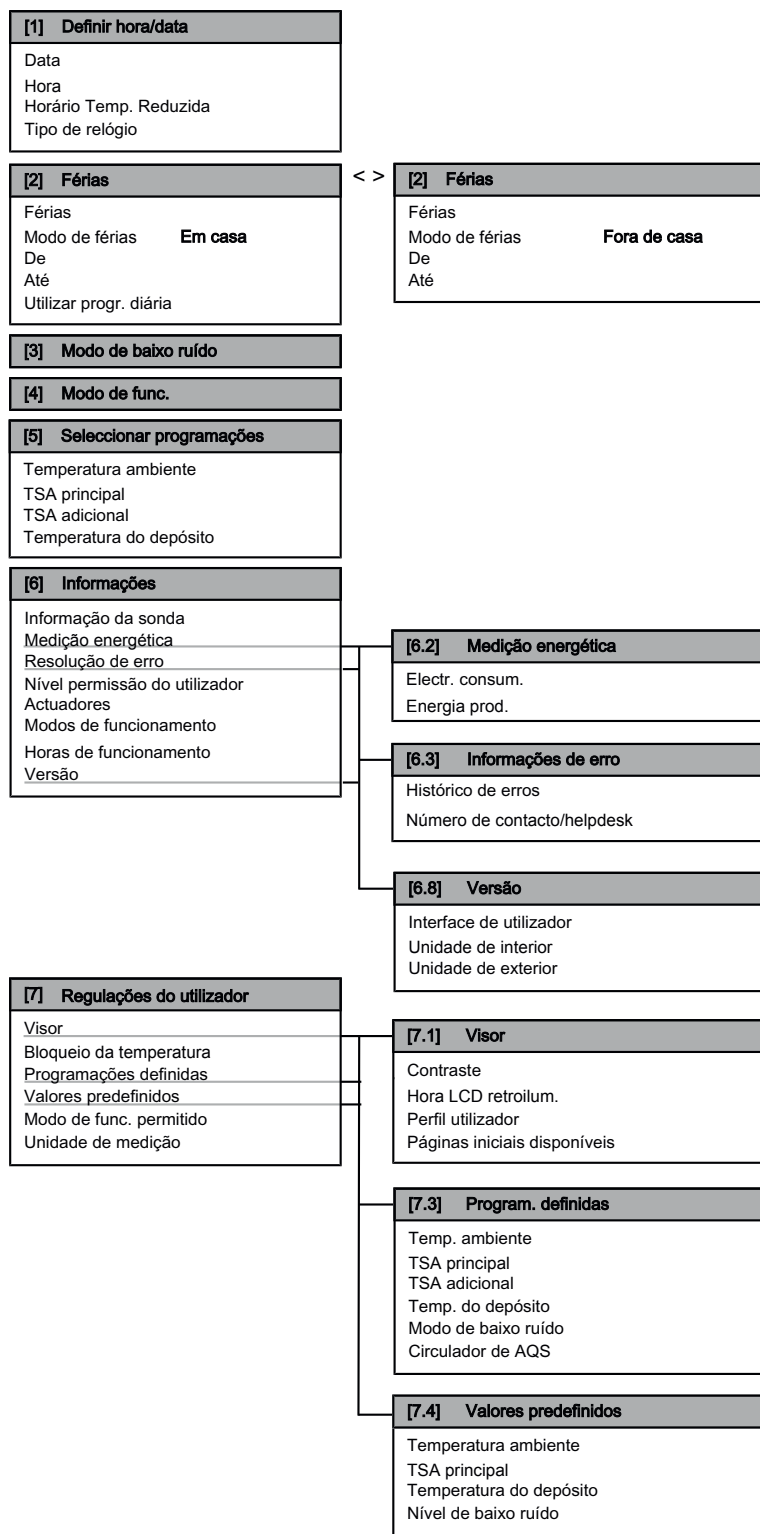 [1] Definir hora/data
Data
Hora
Horário Temp. Reduzida
Tipo de relógio
[2] Férias
Férias
Modo de férias Em casa
De
Até
Utilizar progr. diária
< >
[2] Férias
Férias
Modo de férias Fora de casa
De
Até
[3] Modo de baixo ruído
[4] Modo de func.
[5] Seleccionar programações
Temperatura ambiente
TSA principal
TSA adicional
Temperatura do depósito
[6] Informações
Informação da sonda
Medição energética
Resolução de erro
Nível permissão do utilizador
Actuadores
Modos de funcionamento
Horas de funcionamento
Versão
[6.2] Medição energética
Electr. consum.
Energia prod.
[6.3] Informações de erro
Histórico de erros
Número de contacto/helpdesk
[6.8] Versão
Interface de utilizador
Unidade de interior
Unidade de exterior
[7] Regulações do utilizador
Visor
Bloqueio da temperatura
Programações definidas
Valores predefinidos
Modo de func. permitido
Unidade de medição
[7.1] Visor
Contraste
Hora LCD retroilum.
Perfil utilizador
Páginas iniciais disponíveis
[7.3] Program. definidas
Temp. ambiente
TSA principal
TSA adicional
Temp. do depósito
Modo de baixo ruído
Circulador de AQS
[7.4] Valores predefinidos
Temperatura ambiente
TSA principal
Temperatura do depósito
Nível de baixo ruído